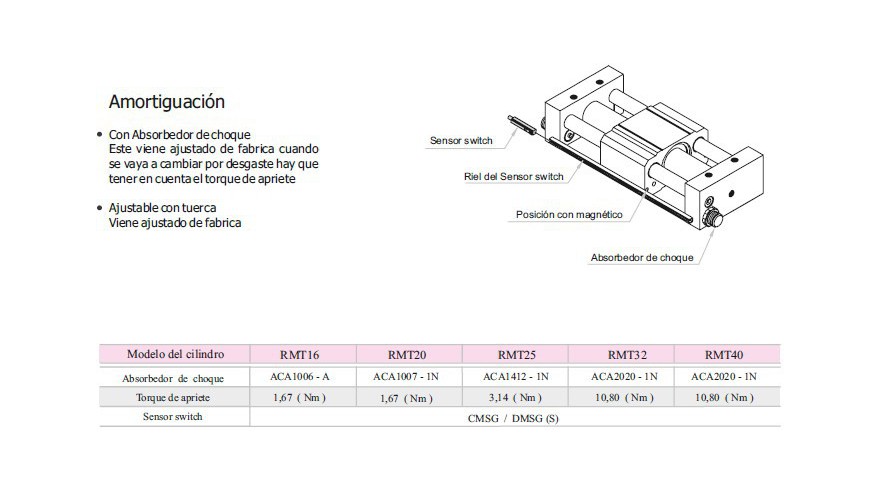 Amortiguación
Con Absorbedor de choque
Este viene ajustado de fabrica cuando
se vaya a cambiar por desgaste hay que
tener en cuenta el torque de apriete
Ajustable con tuerca
Viene ajustado de fabrica
Sensor switch
Riel del Sensor switch
Posición con magnético
Absorbedor de choque
Modelo del cilindro RMT16 RMT20 RMT25 RMT32 RMT40
Absorbedor de choque ACA1006 - A ACA1007 - 1N ACA1412 - 1N ACA2020 - 1N ACA2020 - 1N
Torque de apriete 1,67 ( Nm ) 1,67 ( Nm ) 3,14 ( Nm ) 10,80 ( Nm ) 10,80 ( Nm )
Sensor switch CMSG / DMSG (S)